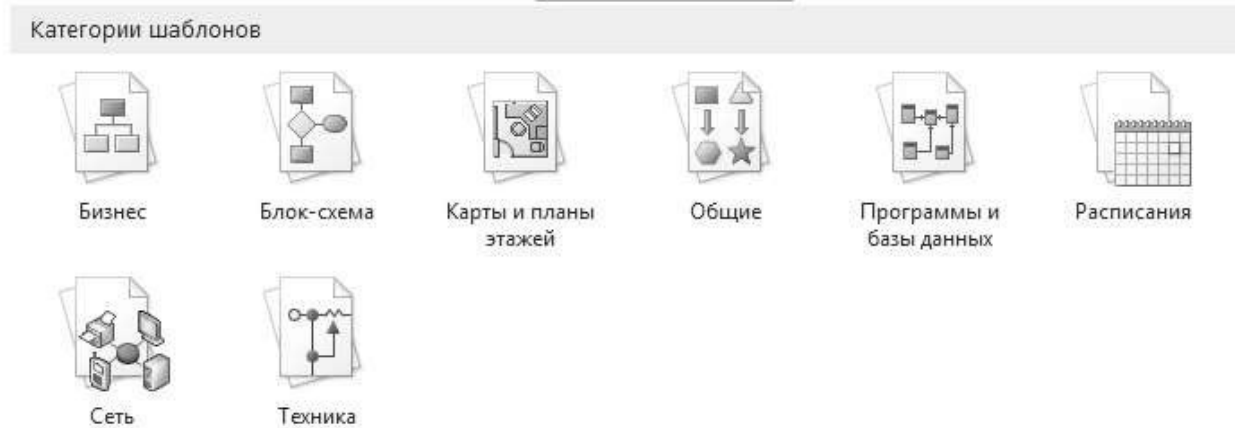 Категории шаблонов
Бизнес
Блок-схема
Карты и планы
этажей
Общие
Программы и
базы данных
Расписания
Сеть
Техника